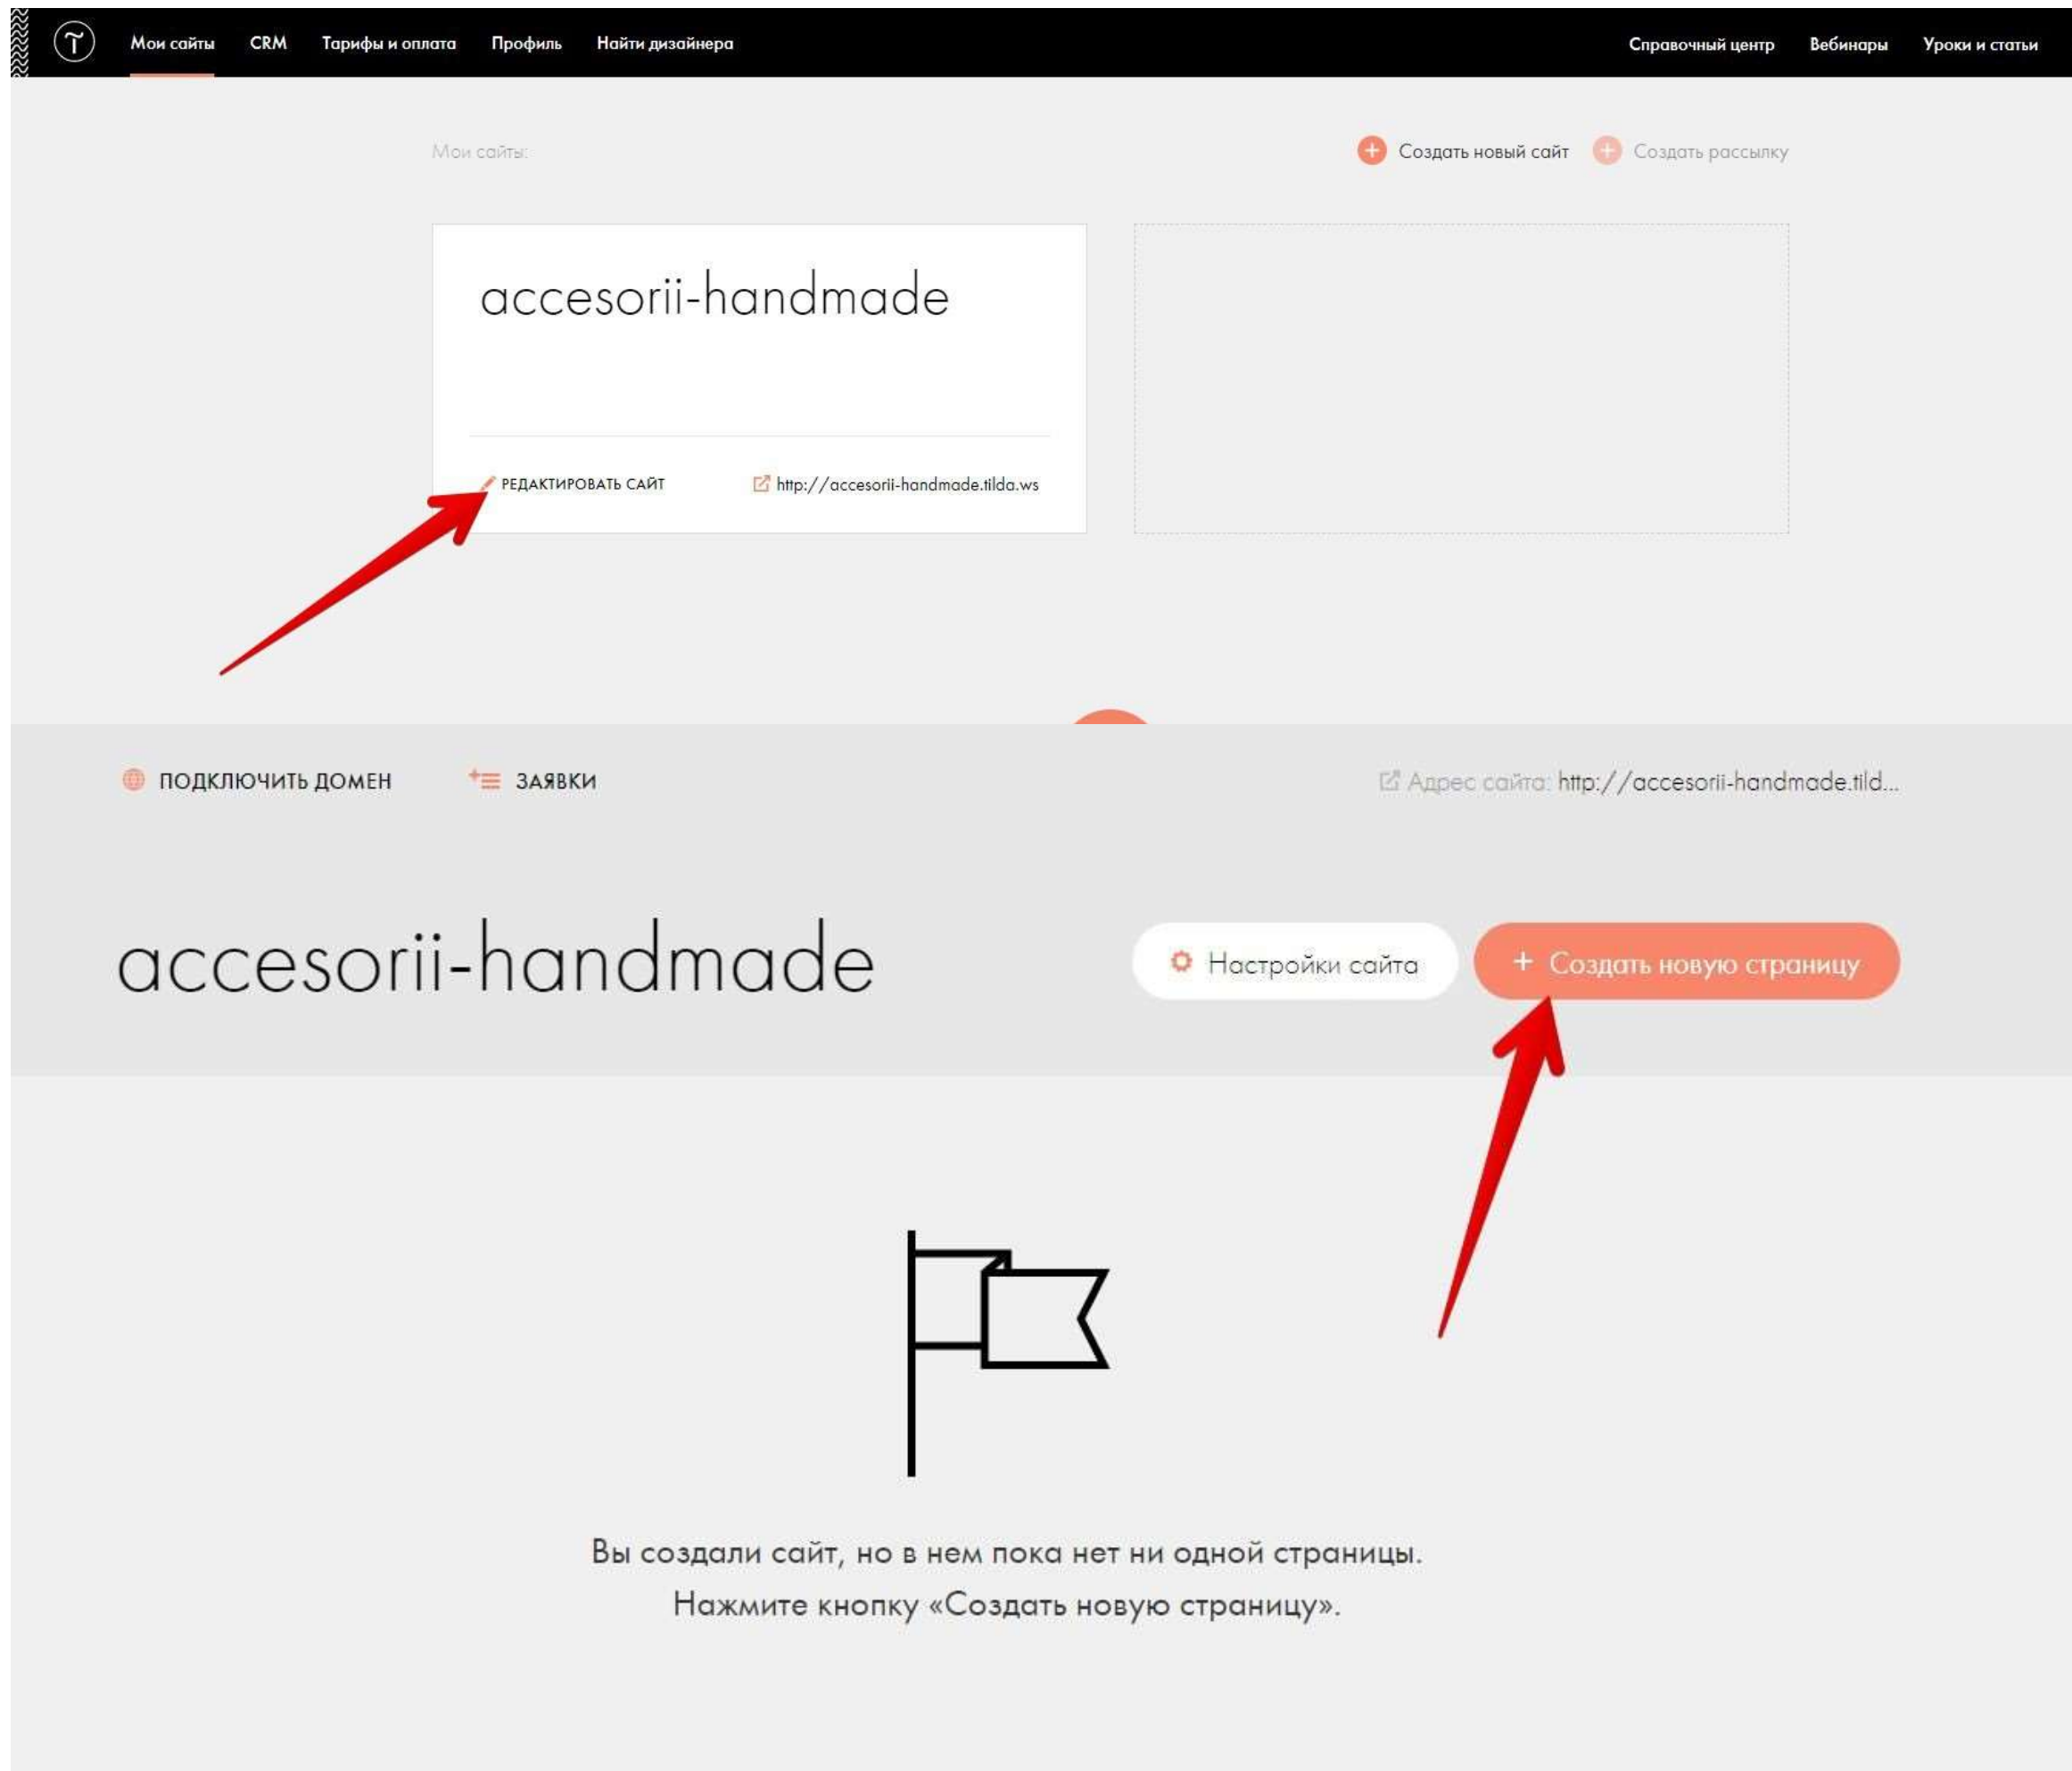 Мои сайты CRM Тарифы и оплата Профиль Найти дизайнера Справочный центр Вебинары Уроки и статьи
Мои сайты: Создать новый сайт Создать рассылку
accesorii-handmade
РЕДАКТИРОВАТЬ САЙТ http://accesorii-handmade.tilda.ws
ПОДКЛЮЧИТЬ ДОМЕН ЗАЯВКИ Адрес сайта: http://accesorii-handmade.tild...
accesorii-handmade Настройки сайта + Создать новую страницу
Вы создали сайт, но в нем пока нет ни одной страницы.
Нажмите кнопку «Создать новую страницу».